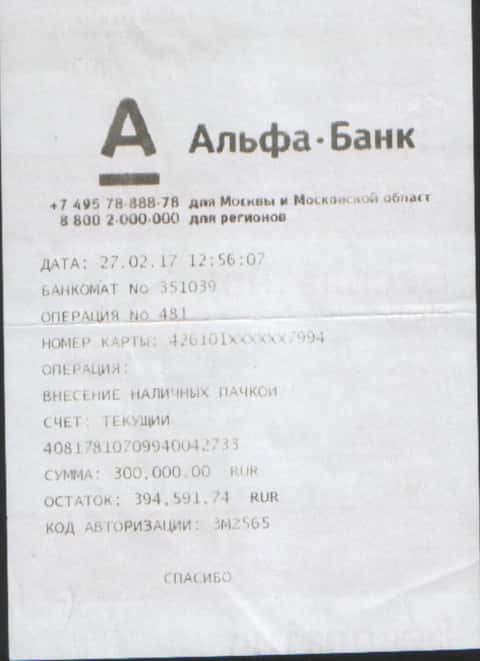 А Альфа·Банк
+7 495 78-888-78 для Москвы и Московской област
8 800 2-000-000 для регионов
ДАТА: 27.02.17 12:56:07
БАНКОМАТ No 351039
ОПЕРАЦИЯ No 481
НОМЕР КАРТЫ: 426101xxxxxx7994
ОПЕРАЦИЯ:
ВНЕСЕНИЕ НАЛИЧНЫХ ПАЧКОЙ
СЧЕТ: ТЕКУЩИЙ
40817810709940042733
СУММА: 300,000.00 RUR
ОСТАТОК: 394,591.74 RUR
КОД АВТОРИЗАЦИИ: 3M2565
СПАСИБО